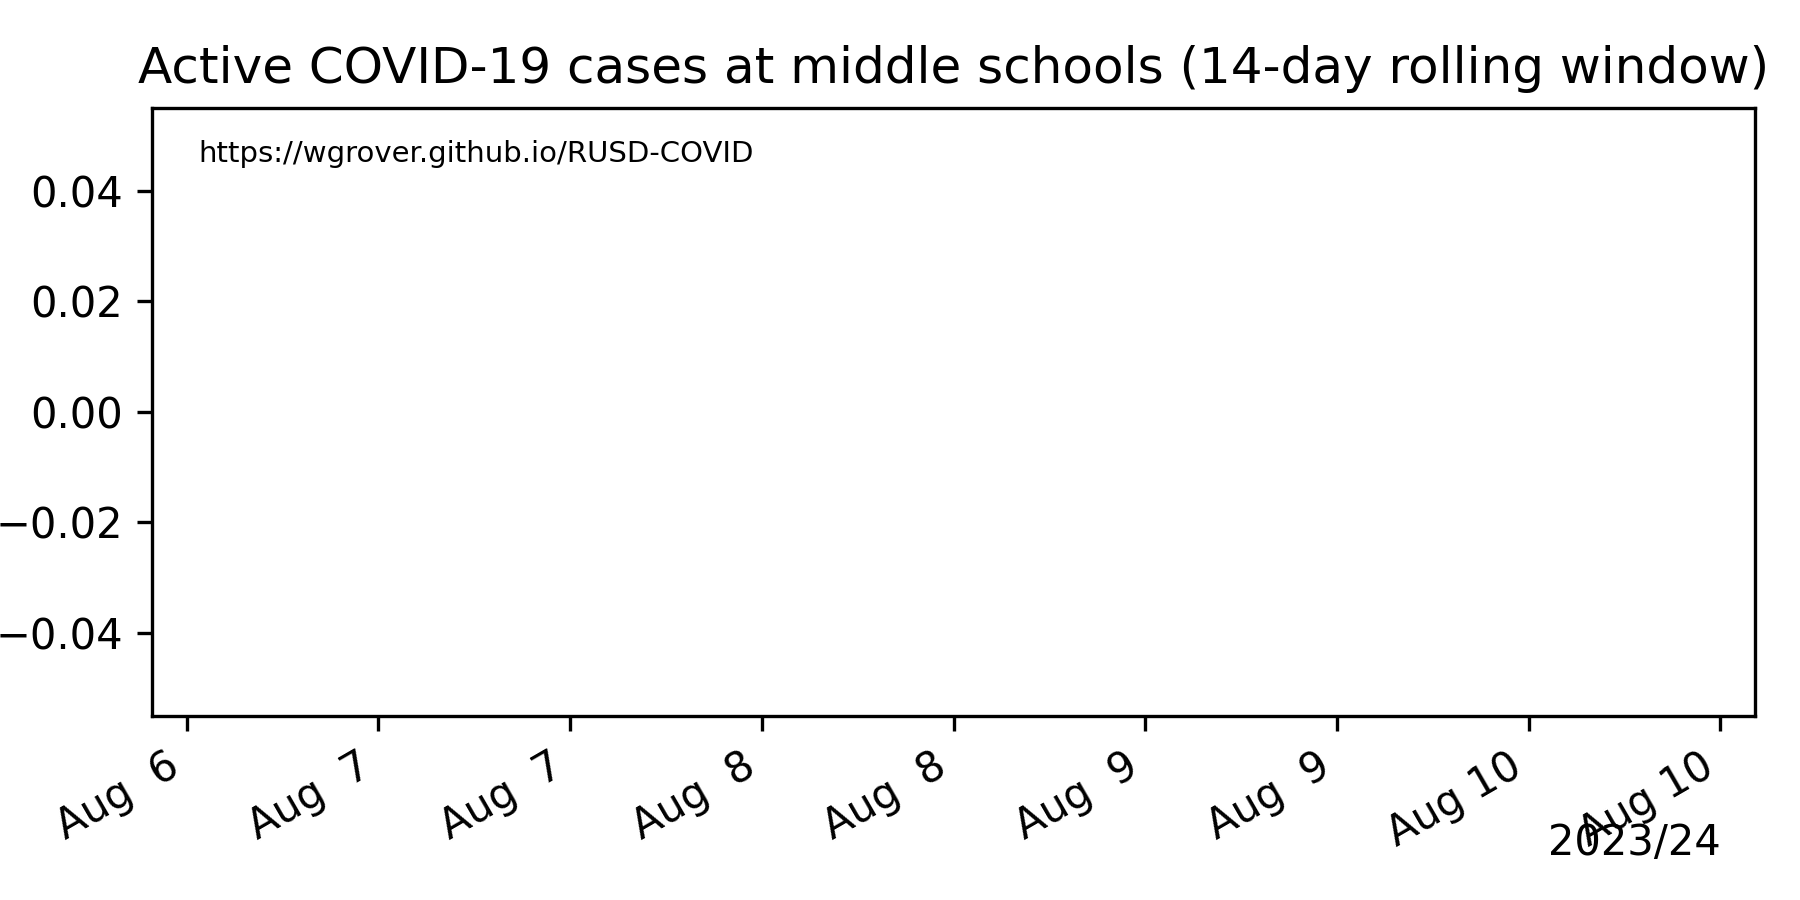 Active COVID-19 cases at middle schools (14-day rolling window)
https://wgrover.github.io/RUSD-COVID
0.04
0.02
0.00
−0.02
−0.04
Aug 6
Aug 7
Aug 7
Aug 8
Aug 8
Aug 9
Aug 9
Aug 10
Aug 10
2023/24